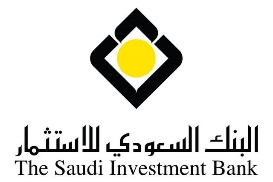 البنك السعودي للاستثمار
The Saudi Investment Bank